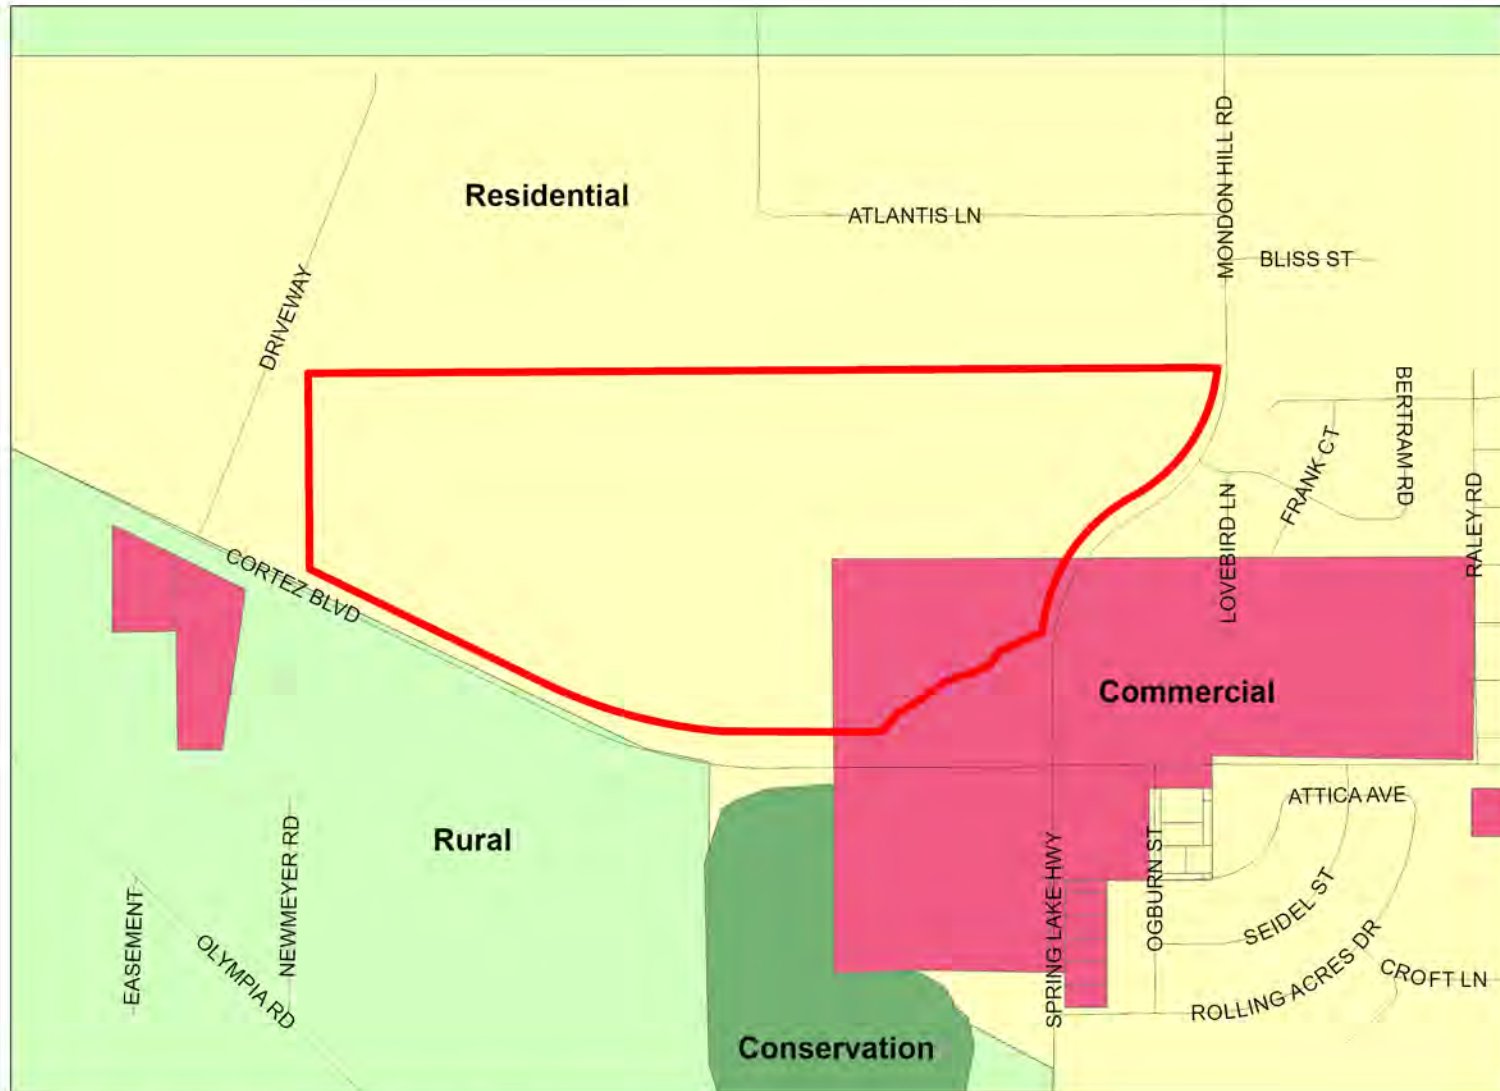 MONDON HILL RD
Residential
ATLANTIS LN
BLISS ST
DRIVEWAY
BERTRAM RD
FRANK CT
RALEY RD
LOVEBIRD LN
CORTEZ BLVD
Commercial
ATTICA AVE
Rural
NEWMEYER RD
SPRING LAKE HWY
OGBURN ST
SEIDEL ST
EASEMENT
OLYMPIA RD
ROLLING ACRES DR
CROFT LN
Conservation